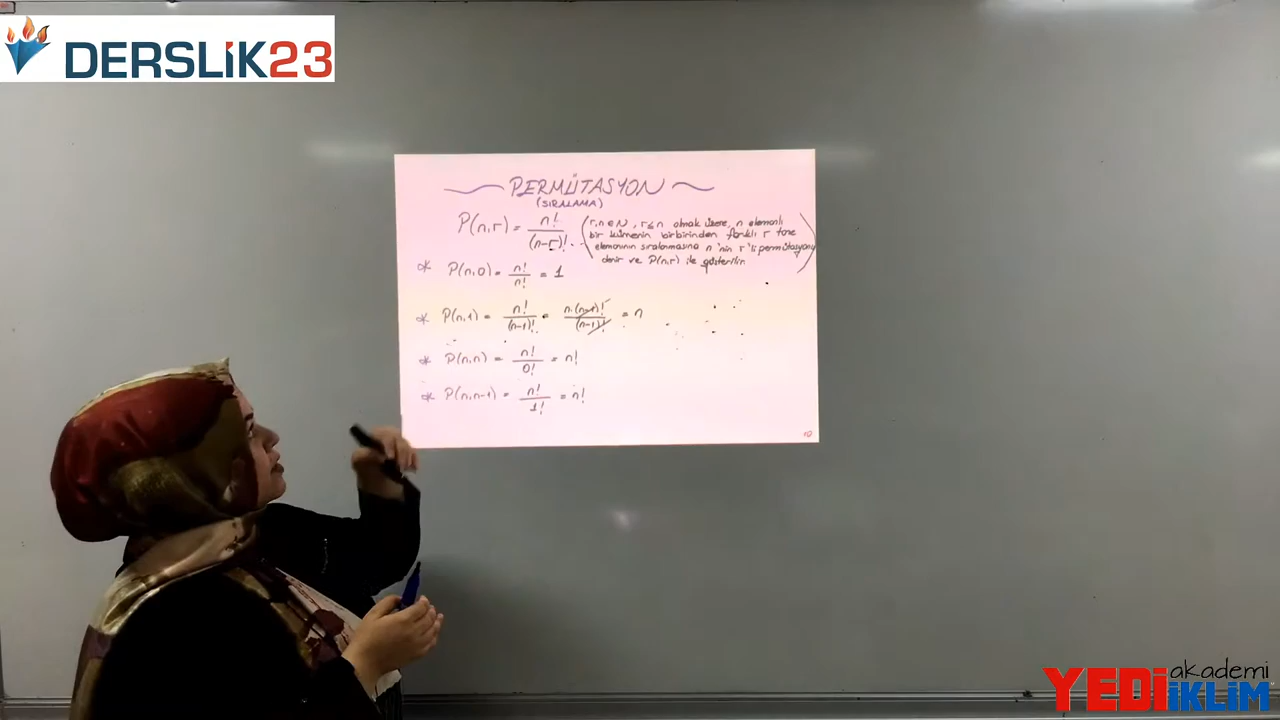 DERSLİK23
PERMÜTASYON
(SIRALAMA)
P(n,r) = n! / (n-r)!
(r,n ∈ N, r ≤ n olmak üzere, n elemanlı
bir kümenin birbirinden farklı r tane
elemanının sıralanmasına n'nin r'li permütasyonu
denir ve P(n,r) ile gösterilir.)
* P(n,0) = n! / n! = 1
* P(n,1) = n! / (n-1)! = n.(n-1)! / (n-1)! = n
* P(n,n) = n! / 0! = n!
* P(n,n-1) = n! / 1! = n!
10
YEDİ İKLİM akademi